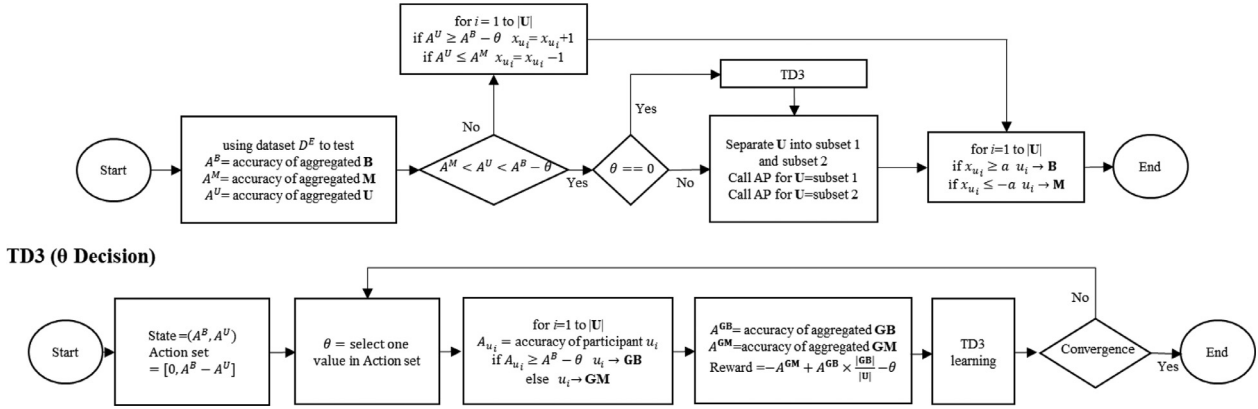 for i = 1 to |U|
if A^U ≥ A^B − θ x_{u_i}= x_{u_i}+1
if A^U ≤ A^M x_{u_i}= x_{u_i} −1
TD3
Yes
No
Start
using dataset D^E to test
A^B= accuracy of aggregated B
A^M= accuracy of aggregated M
A^U= accuracy of aggregated U
A^M < A^U < A^B − θ
Yes
θ == 0
No
Separate U into subset 1
and subset 2
Call AP for U=subset 1
Call AP for U=subset 2
for i=1 to |U|
if x_{u_i} ≥ a u_i → B
if x_{u_i} ≤ −a u_i → M
End
TD3 (θ Decision)
Start
State =(A^B, A^U)
Action set
= [0, A^B − A^U]
θ = select one
value in Action set
for i=1 to |U|
A_{u_i} = accuracy of participant u_i
if A_{u_i} ≥ A^B − θ u_i → GB
else u_i → GM
A^GB= accuracy of aggregated GB
A^GM=accuracy of aggregated GM
Reward =−A^GM + A^GB × |GB|/|U| −θ
TD3
learning
No
Convergence
Yes
End